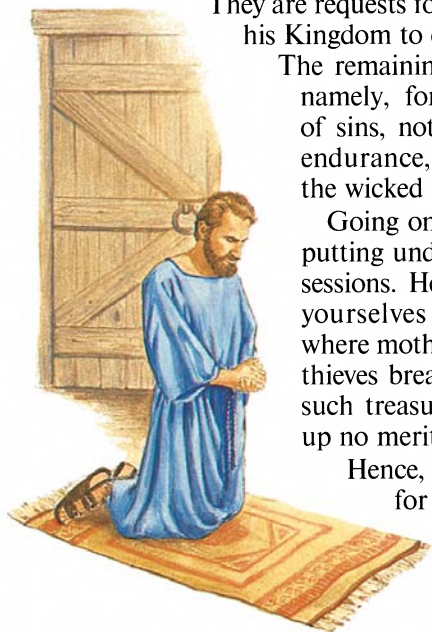 They are requests fo
his Kingdom to
The remainin
namely, for
of sins, not
endurance,
the wicked
Going on
putting und
sessions. He
yourselves
where moth
thieves brea
such treasu
up no merit
Hence,
for